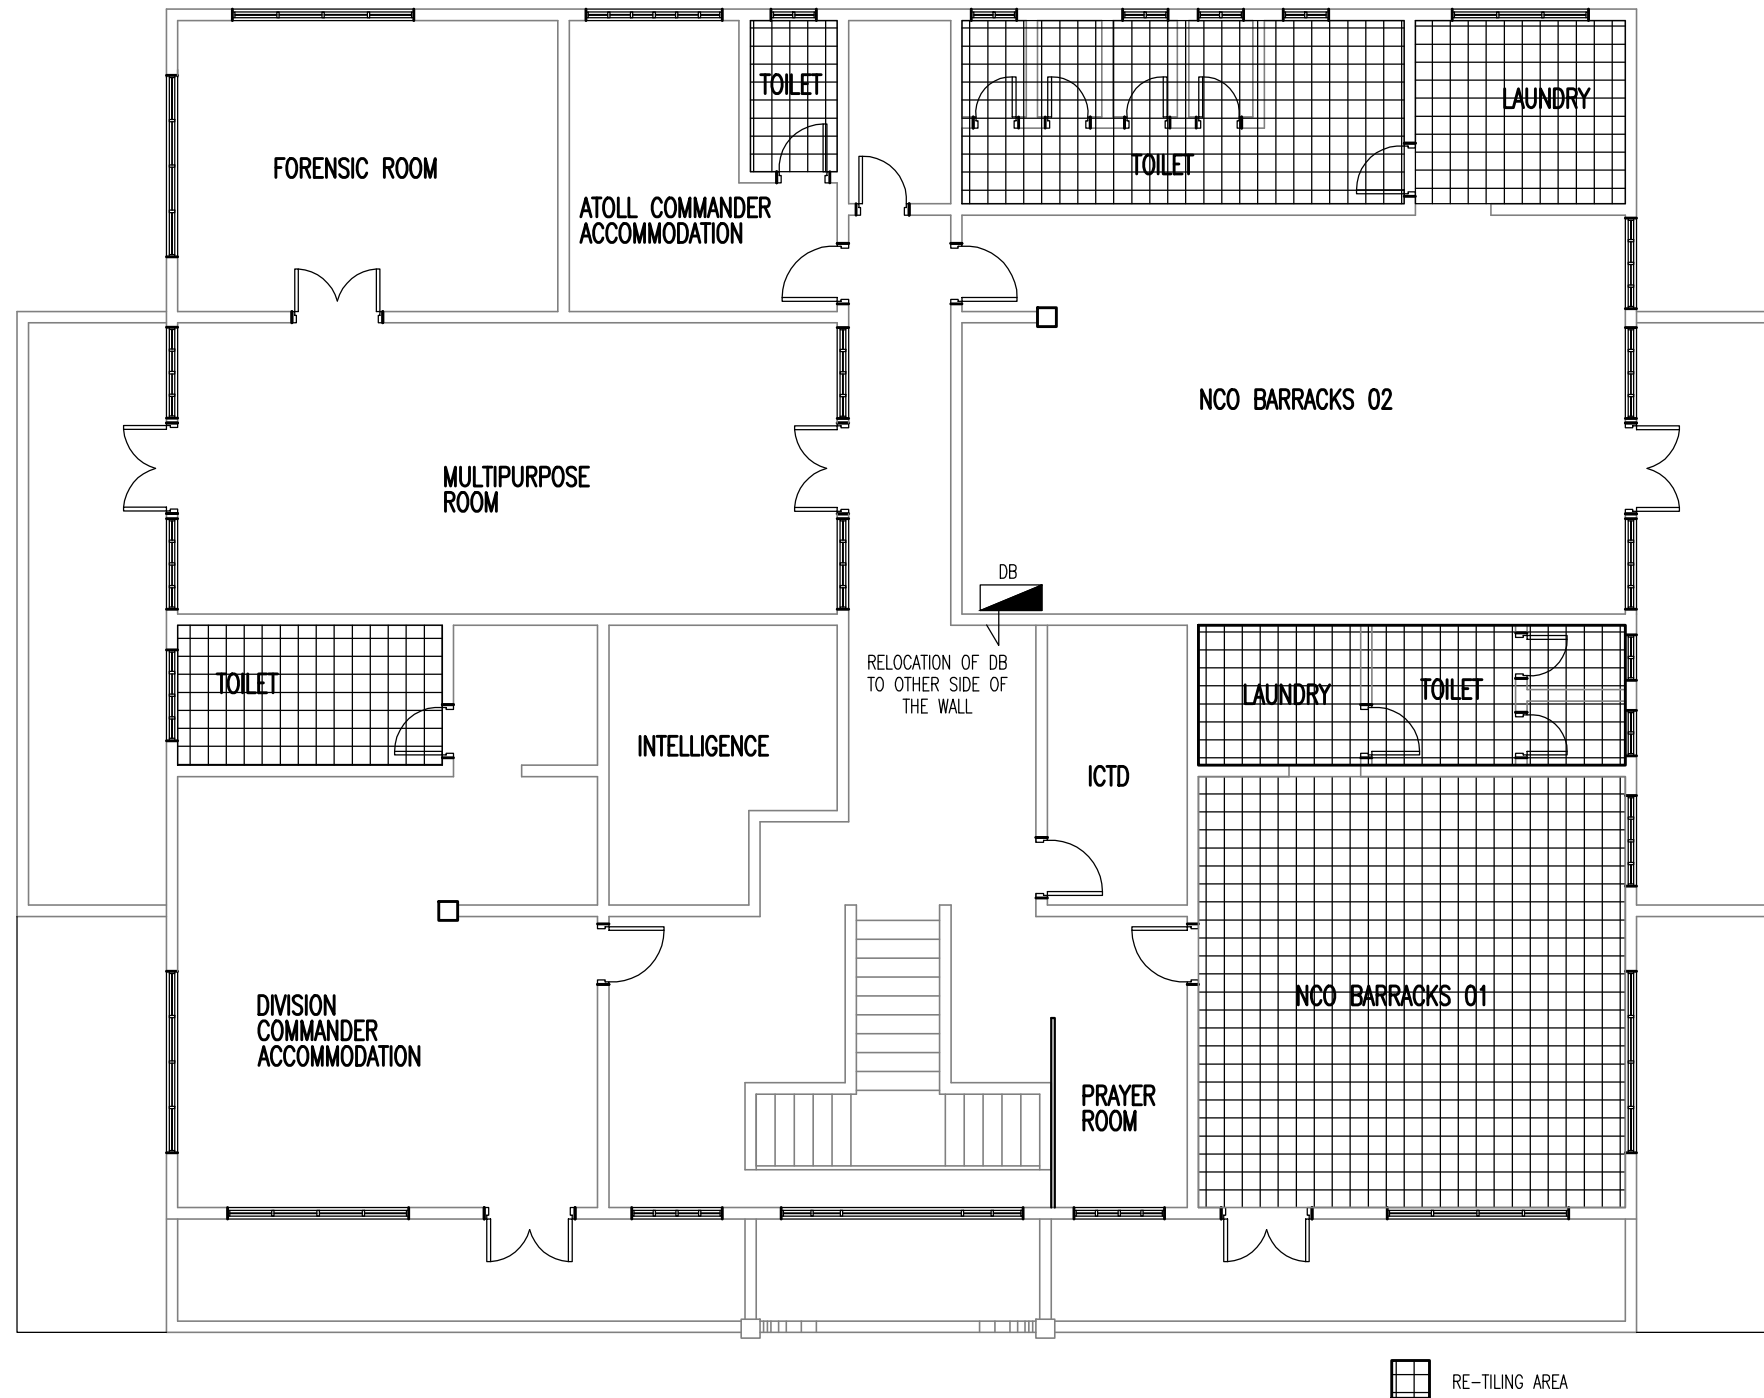 TOILET
LAUNDRY
FORENSIC ROOM
TOILET
ATOLL COMMANDER
ACCOMMODATION
NCO BARRACKS 02
MULTIPURPOSE
ROOM
DB
RELOCATION OF DB
TO OTHER SIDE OF
THE WALL
TOILET
LAUNDRY
TOILET
INTELLIGENCE
ICTD
DIVISION
COMMANDER
ACCOMMODATION
NCO BARRACKS 01
PRAYER
ROOM
RE-TILING AREA